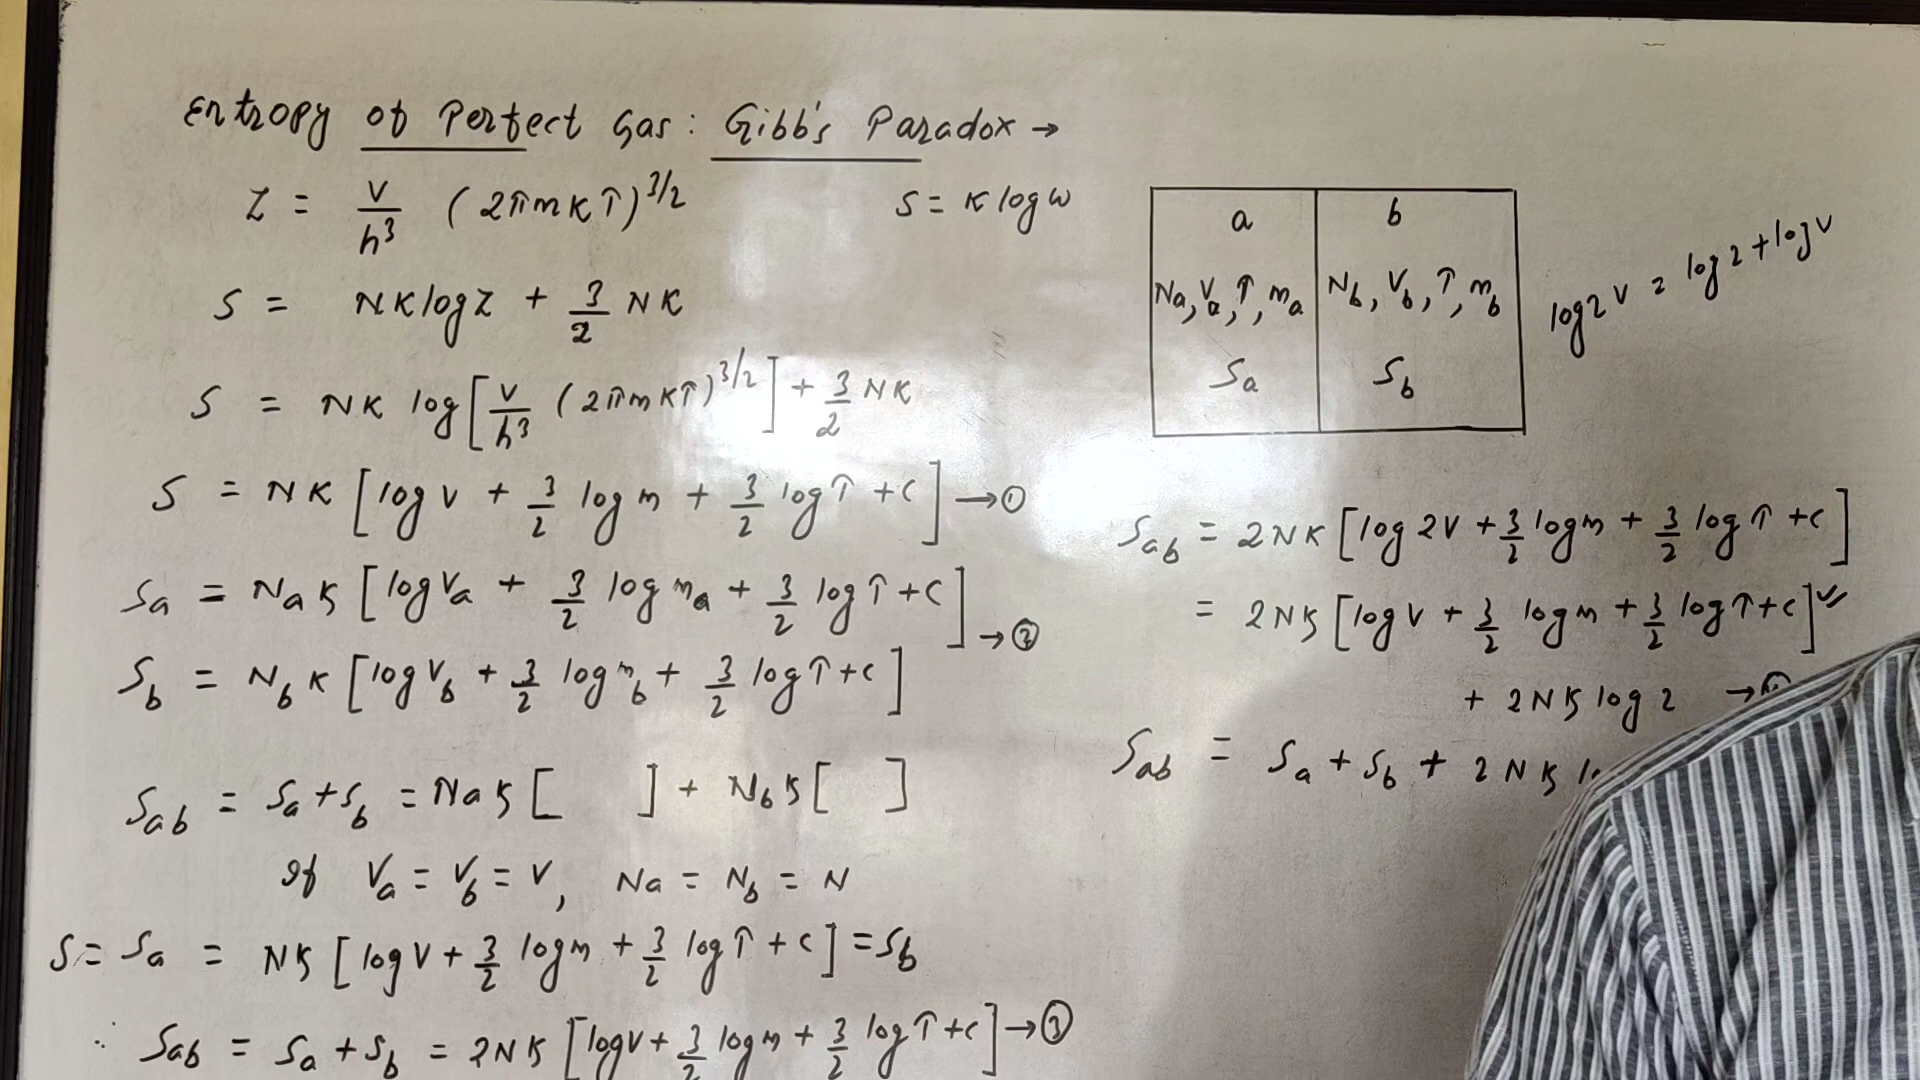 Entropy of Perfect Gas: Gibb's Paradox →
Z = V/h³ (2πmKT)^3/2
S = K log ω
S = NK log Z + 3/2 NK
S = NK log [V/h³ (2πmKT)^3/2] + 3/2 NK
S = NK [log V + 3/2 log m + 3/2 log T + C] → ①
Sa = NaK [log Va + 3/2 log ma + 3/2 log T + C]
→ ②
Sb = NbK [log Vb + 3/2 log mb + 3/2 log T + C]
Sab = Sa + Sb = NaK [ ] + NbK [ ]
If Va = Vb = V, Na = Nb = N
S = Sa = NK [log V + 3/2 log m + 3/2 log T + C] = Sb
∴ Sab = Sa + Sb = 2NK [log V + 3/2 log m + 3/2 log T + C] → ③
a
Na, Va, T, ma
Sa
b
Nb, Vb, T, mb
Sb
log 2V = log 2 + log V
Sab = 2NK [log 2V + 3/2 log m + 3/2 log T + C]
= 2NK [log V + 3/2 log m + 3/2 log T + C] ✓
+ 2NK log 2 →
Sab = Sa + Sb + 2NK